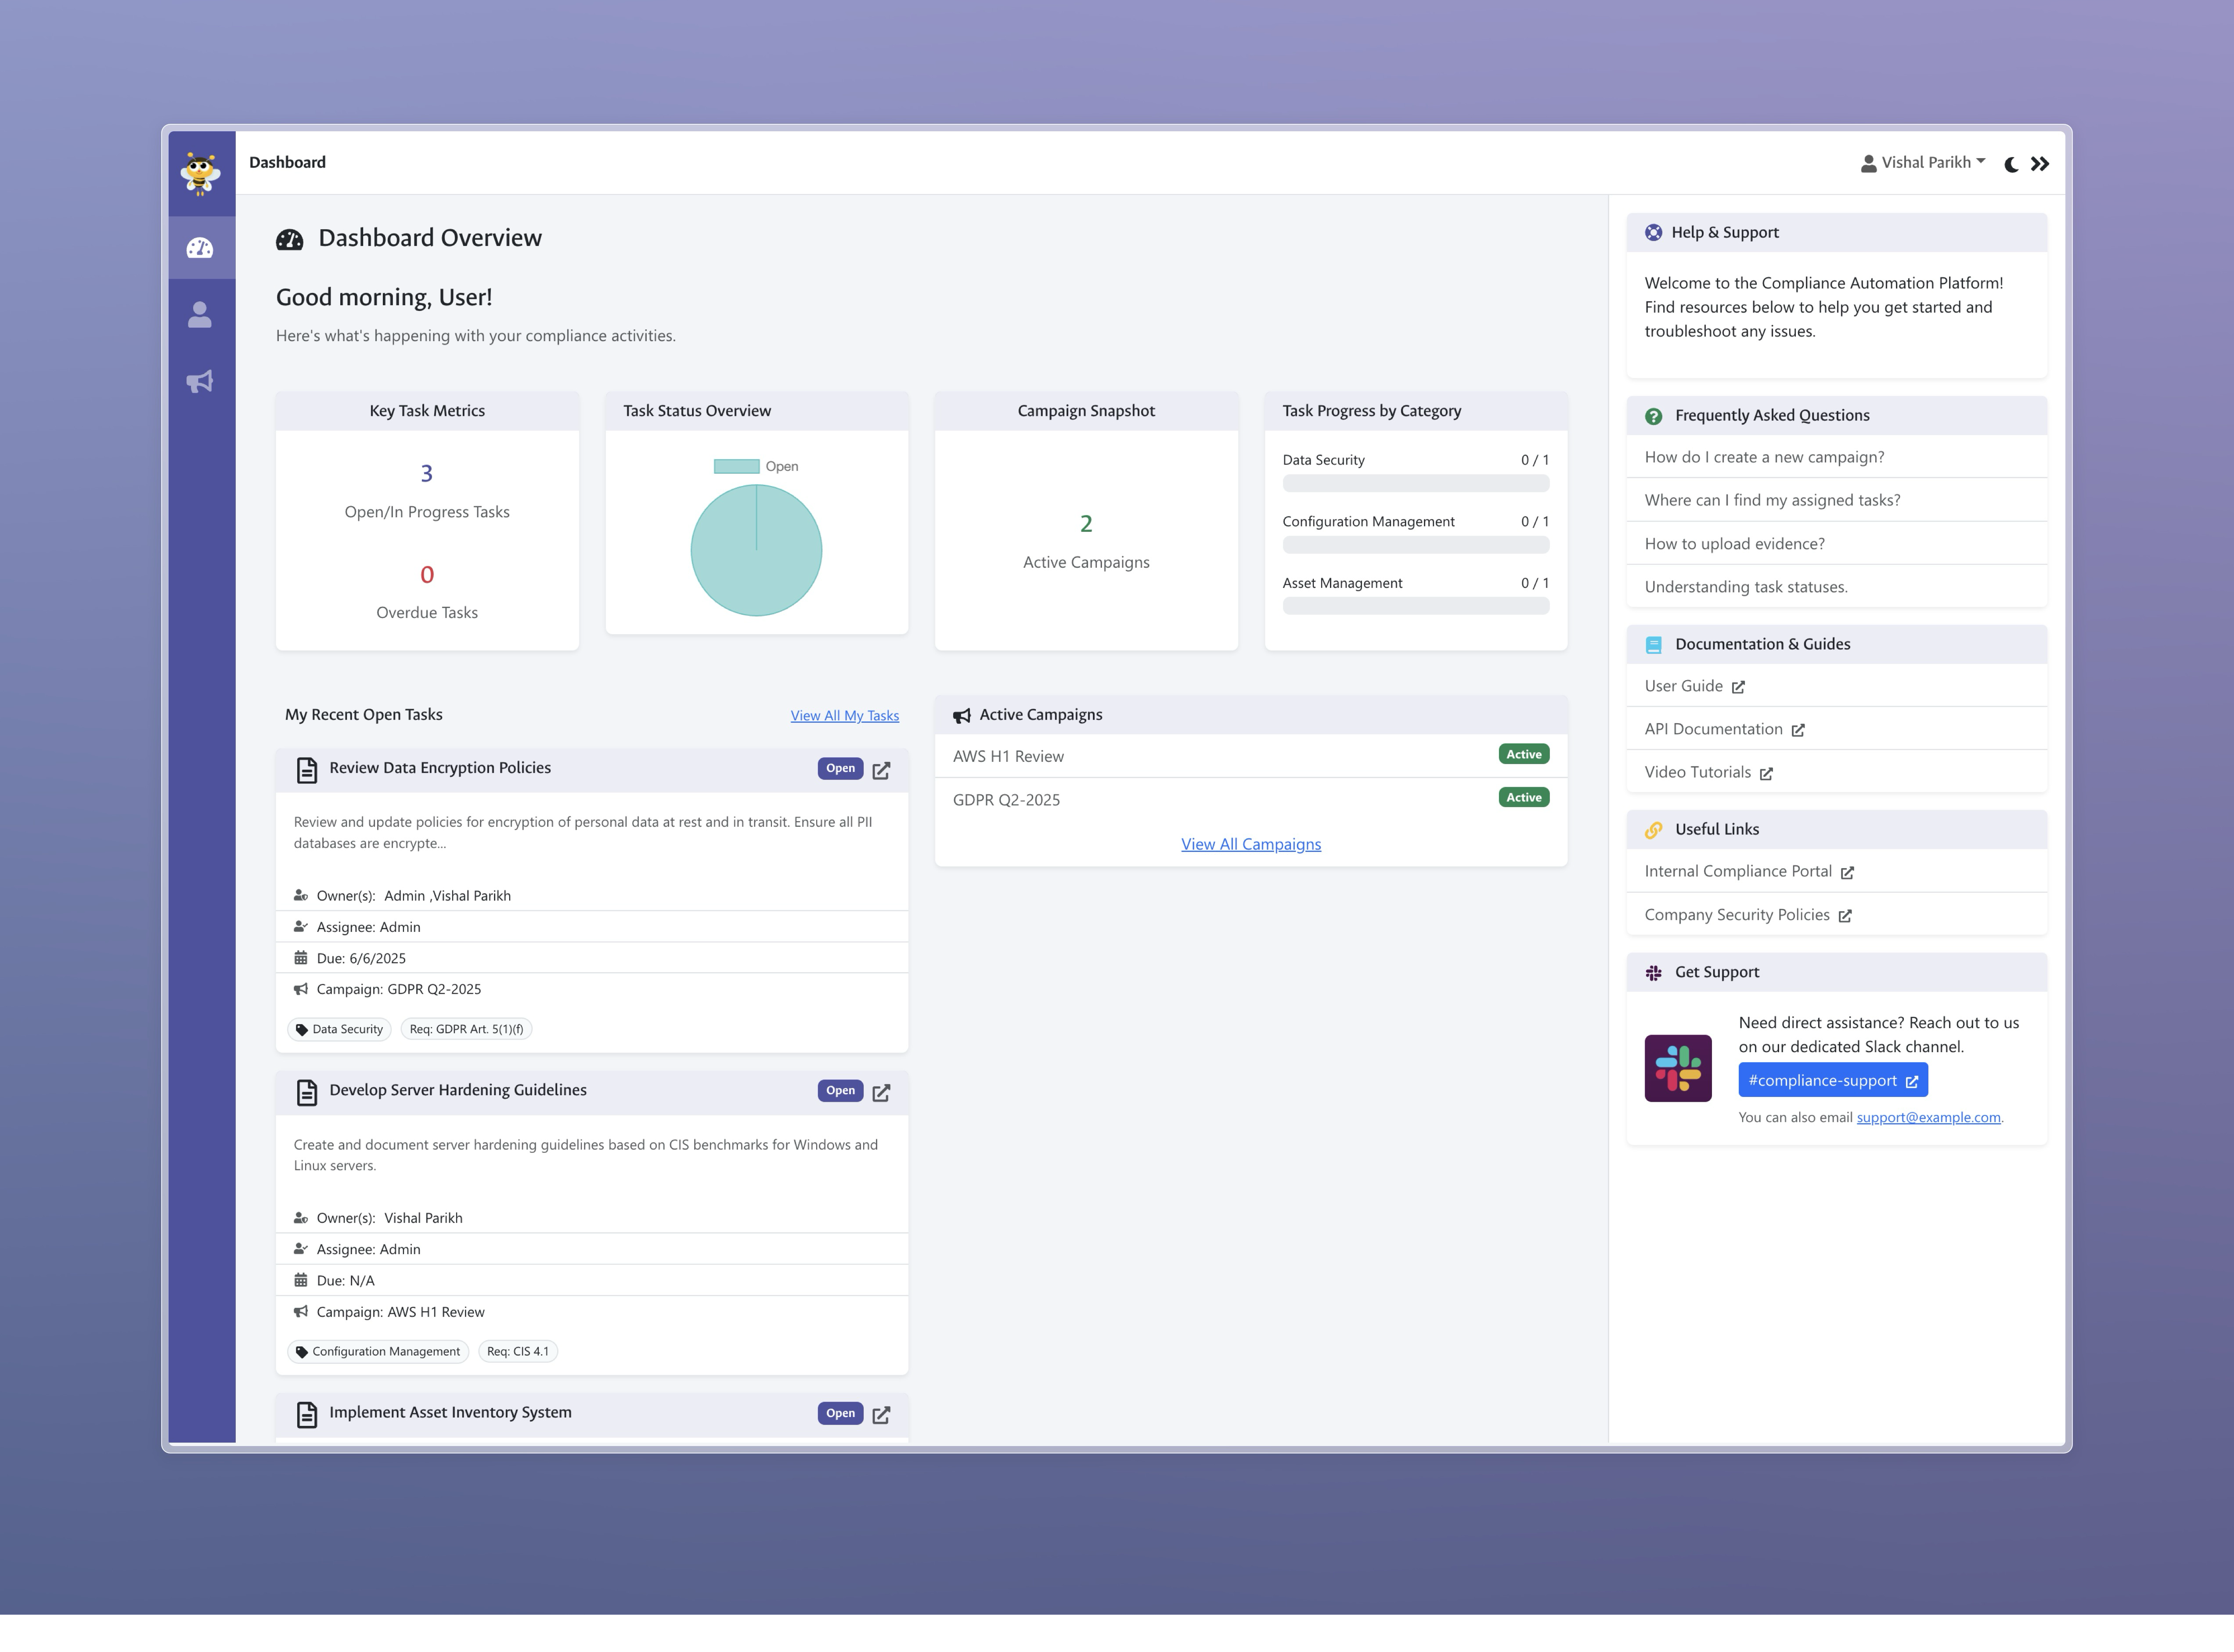 Dashboard
Vishal Parikh
Dashboard Overview
Good morning, User!
Here's what's happening with your compliance activities.
Key Task Metrics
3
Open/In Progress Tasks
0
Overdue Tasks
Task Status Overview
Open
Campaign Snapshot
2
Active Campaigns
Task Progress by Category
Data Security 0 / 1
Configuration Management 0 / 1
Asset Management 0 / 1
My Recent Open Tasks
View All My Tasks
Review Data Encryption Policies
Open
Review and update policies for encryption of personal data at rest and in transit. Ensure all PII
databases are encrypte...
Owner(s): Admin ,Vishal Parikh
Assignee: Admin
Due: 6/6/2025
Campaign: GDPR Q2-2025
Data Security
Req: GDPR Art. 5(1)(f)
Develop Server Hardening Guidelines
Open
Create and document server hardening guidelines based on CIS benchmarks for Windows and
Linux servers.
Owner(s): Vishal Parikh
Assignee: Admin
Due: N/A
Campaign: AWS H1 Review
Configuration Management
Req: CIS 4.1
Implement Asset Inventory System
Open
Active Campaigns
AWS H1 Review
Active
GDPR Q2-2025
Active
View All Campaigns
Help & Support
Welcome to the Compliance Automation Platform!
Find resources below to help you get started and
troubleshoot any issues.
Frequently Asked Questions
How do I create a new campaign?
Where can I find my assigned tasks?
How to upload evidence?
Understanding task statuses.
Documentation & Guides
User Guide
API Documentation
Video Tutorials
Useful Links
Internal Compliance Portal
Company Security Policies
Get Support
Need direct assistance? Reach out to us
on our dedicated Slack channel.
#compliance-support
You can also email support@example.com.